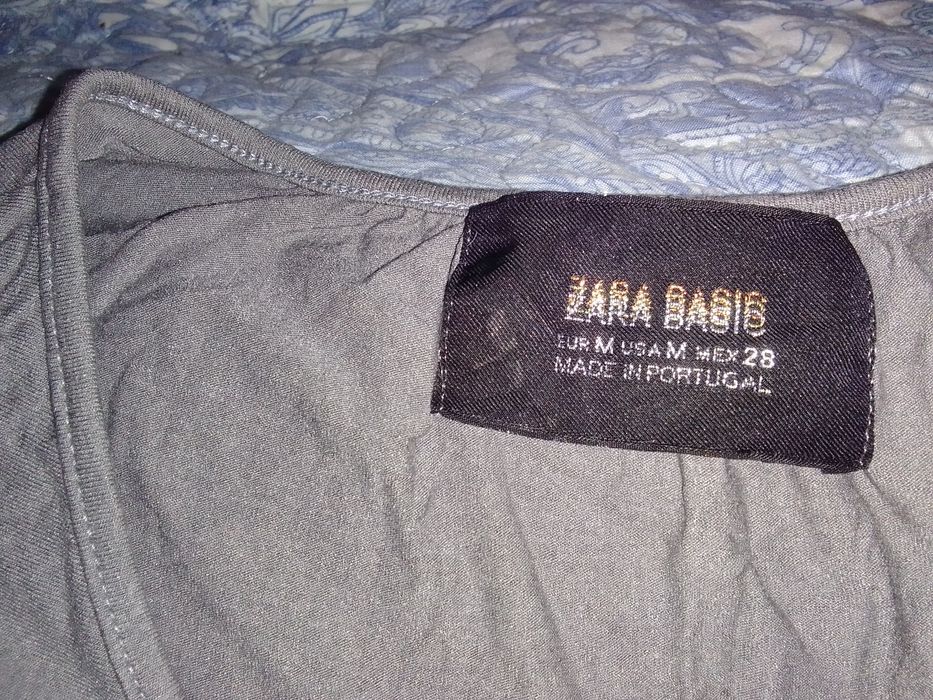 ZARA BASIC
EUR M USA M MEX 28
MADE IN PORTUGAL